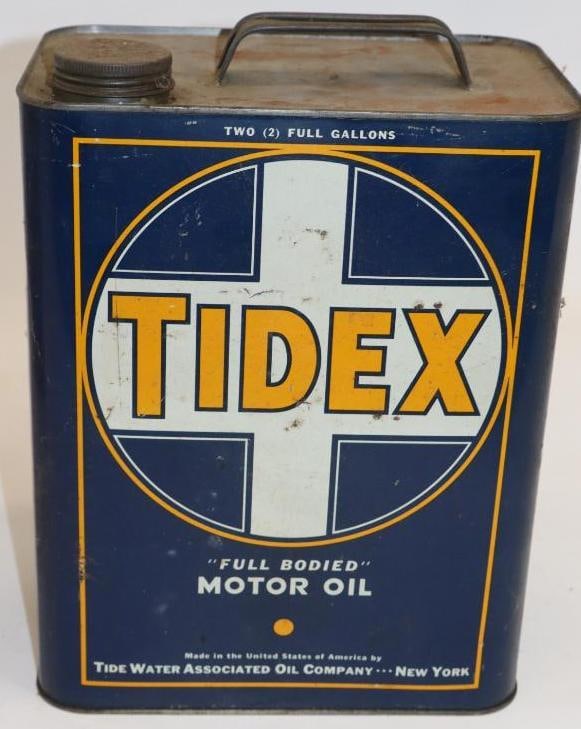 TWO (2) FULL GALLONS
TIDEX
"FULL BODIED"
MOTOR OIL
Made in the United States of America by
TIDE WATER ASSOCIATED OIL COMPANY ··· NEW YORK